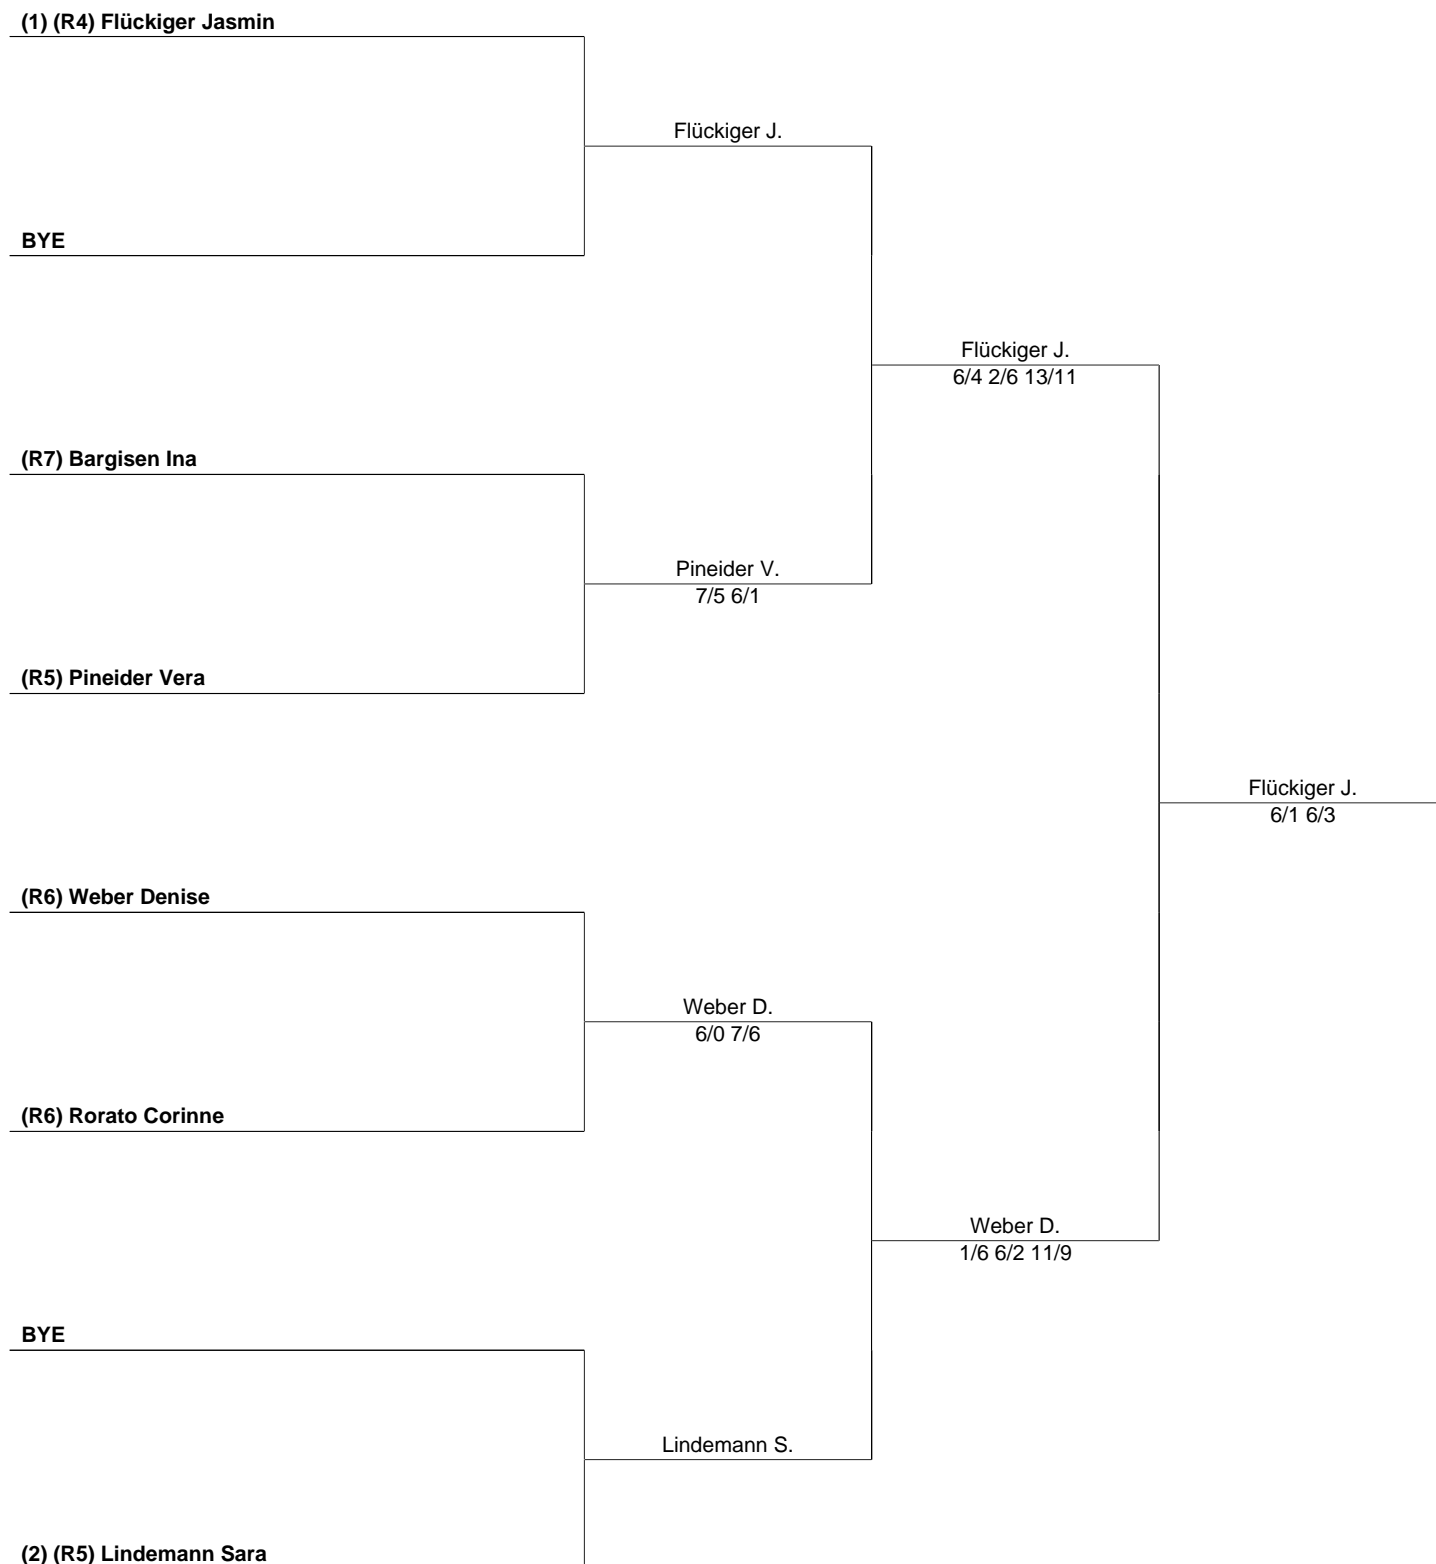 (1) (R4) Flückiger Jasmin
Flückiger J.
BYE
Flückiger J.
6/4 2/6 13/11
(R7) Bargisen Ina
Pineider V.
7/5 6/1
(R5) Pineider Vera
Flückiger J.
6/1 6/3
(R6) Weber Denise
Weber D.
6/0 7/6
(R6) Rorato Corinne
Weber D.
1/6 6/2 11/9
BYE
Lindemann S.
(2) (R5) Lindemann Sara